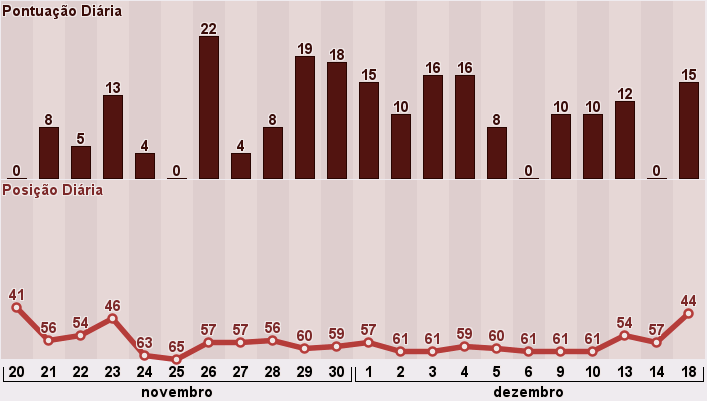 Pontuação Diária
0 8 5 13 4 0 22 4 8 19 18 15 10 16 16 8 0 10 10 12 0 15
Posição Diária
41 56 54 46 63 65 57 57 56 60 59 57 61 61 59 60 61 61 61 54 57 44
20 21 22 23 24 25 26 27 28 29 30 1 2 3 4 5 6 9 10 13 14 18
novembro dezembro